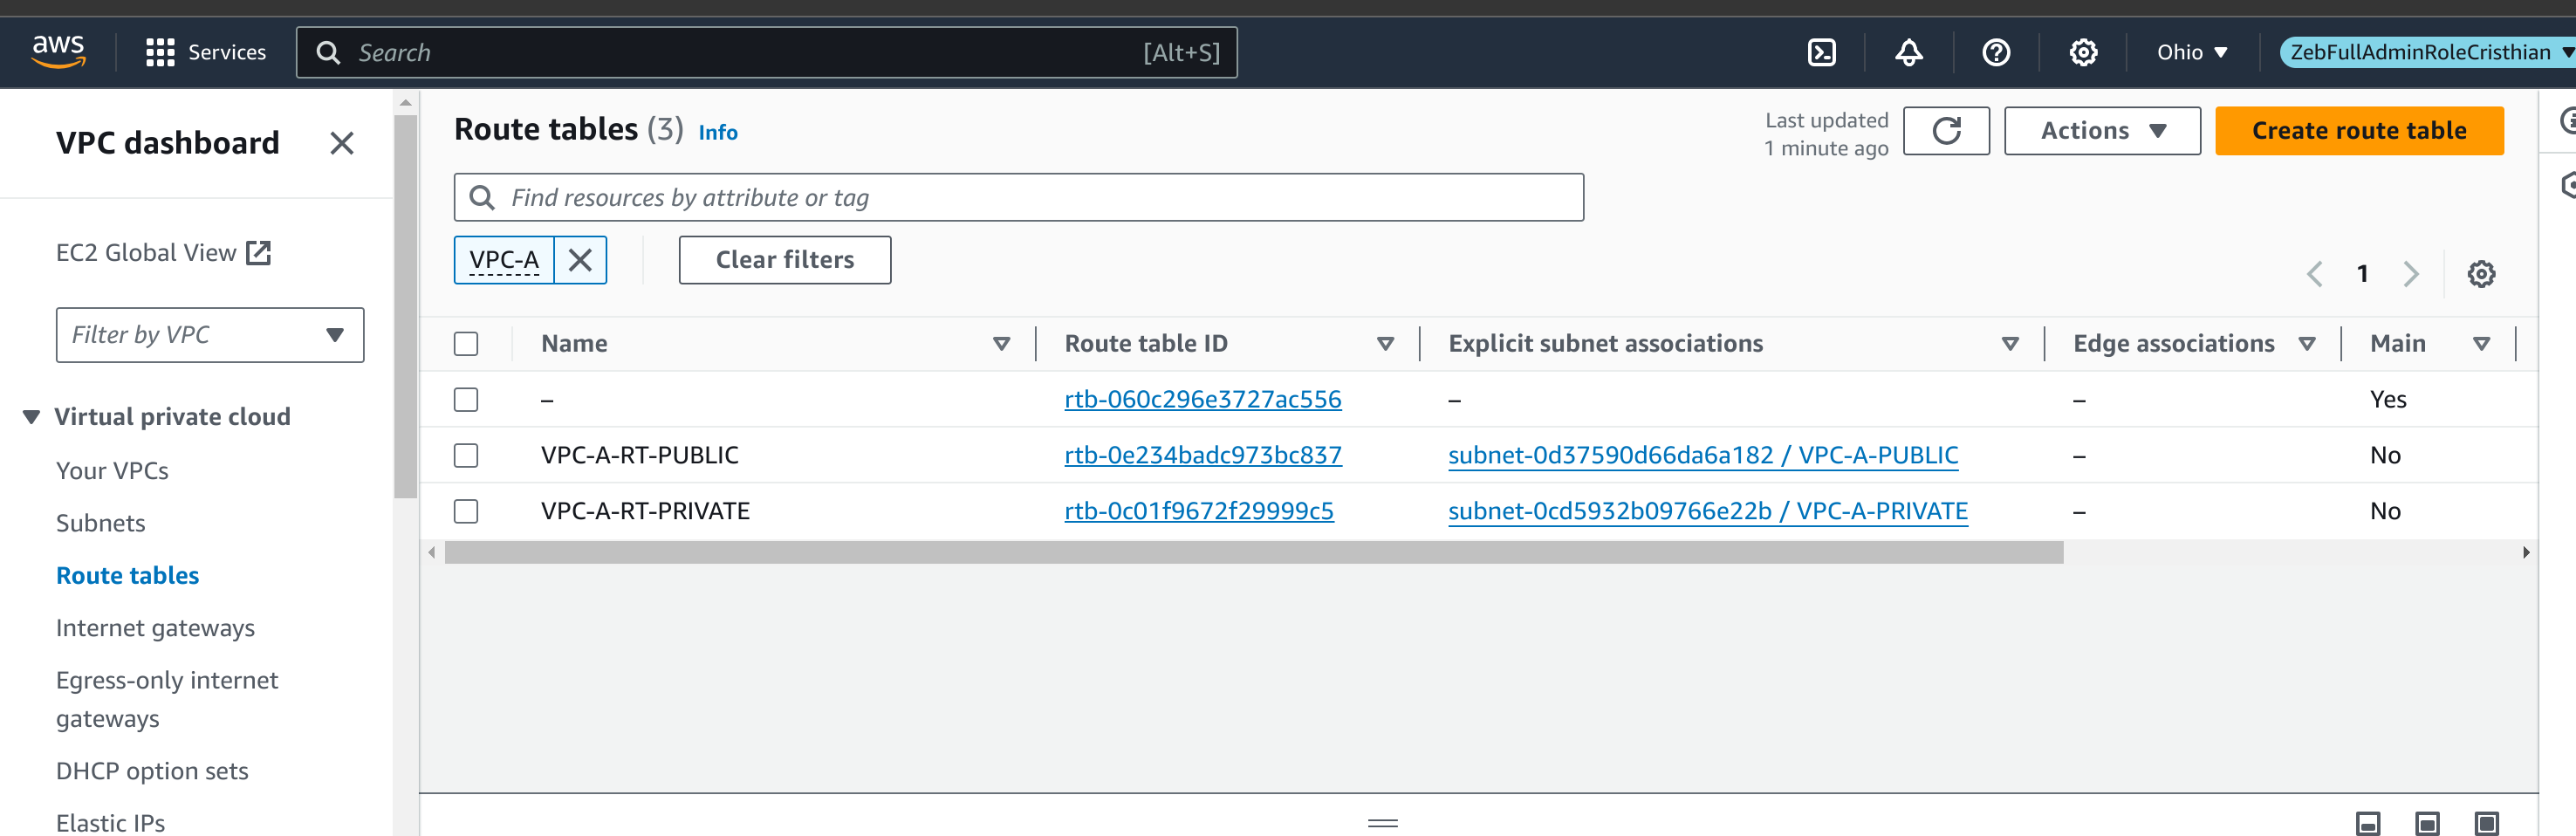 aws
Services
Search
[Alt+S]
Ohio
ZebFullAdminRoleCristhian
VPC dashboard
EC2 Global View
Filter by VPC
Virtual private cloud
Your VPCs
Subnets
Route tables
Internet gateways
Egress-only internet
gateways
DHCP option sets
Elastic IPs
Route tables (3) Info
Last updated
1 minute ago
Actions
Create route table
Find resources by attribute or tag
VPC-A
Clear filters
1
Name Route table ID Explicit subnet associations Edge associations Main
– rtb-060c296e3727ac556 – – Yes
VPC-A-RT-PUBLIC rtb-0e234badc973bc837 subnet-0d37590d66da6a182 / VPC-A-PUBLIC – No
VPC-A-RT-PRIVATE rtb-0c01f9672f29999c5 subnet-0cd5932b09766e22b / VPC-A-PRIVATE – No